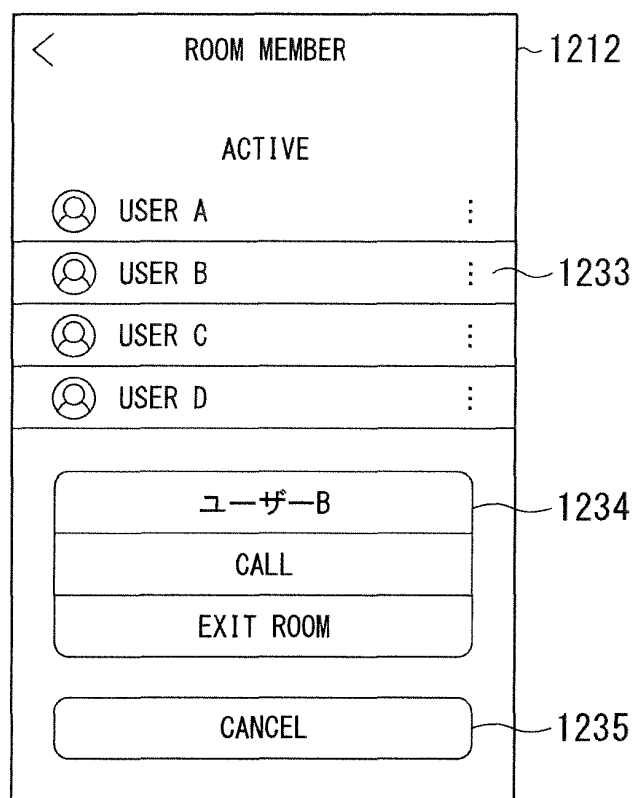 ROOM MEMBER
1212
ACTIVE
USER A
USER B
1233
USER C
USER D
ユーザーB
1234
CALL
EXIT ROOM
CANCEL
1235